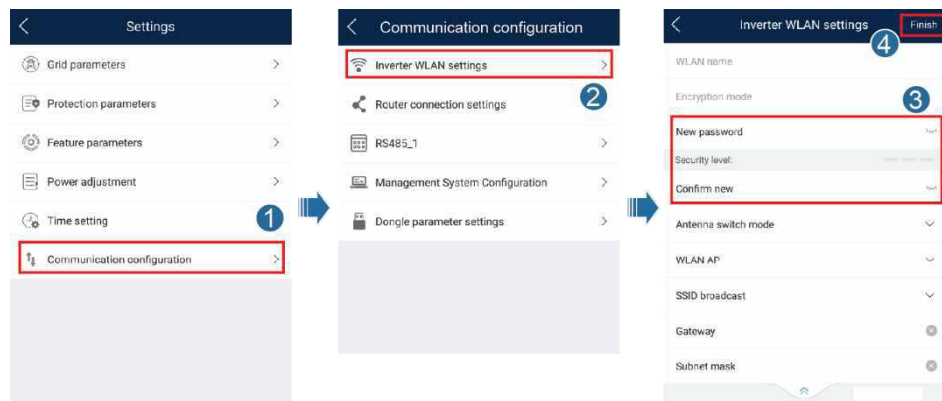 Settings
Grid parameters
Protection parameters
Feature parameters
Power adjustment
Time setting
1
Communication configuration
Communication configuration
Inverter WLAN settings
2
Router connection settings
RS485_1
Management System Configuration
Dongle parameter settings
Inverter WLAN settings
Finish
4
WLAN name
Encryption mode
3
New password
Security level:
Confirm new
Antenna switch mode
WLAN AP
SSID broadcast
Gateway
Subnet mask